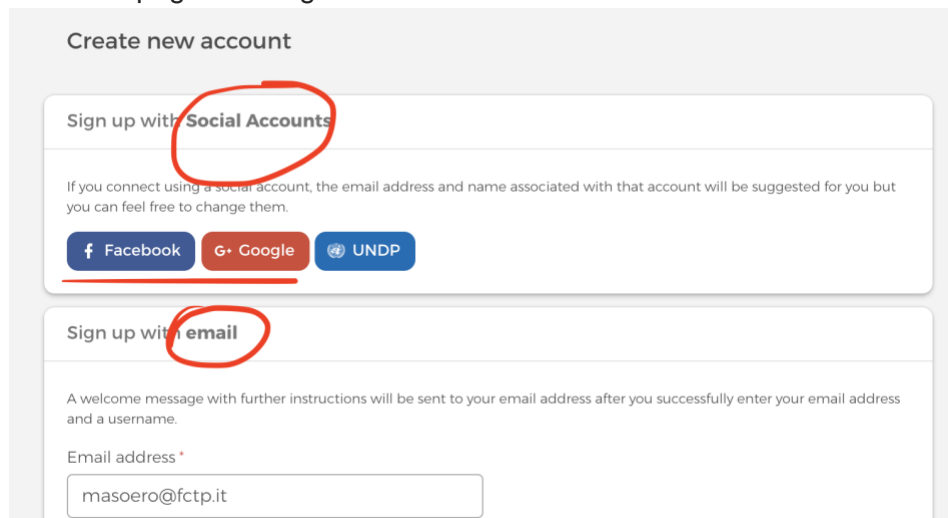 Create new account
Sign up with Social Accounts
If you connect using a social account, the email address and name associated with that account will be suggested for you but
you can feel free to change them.
Facebook G+ Google UNDP
Sign up with email
A welcome message with further instructions will be sent to your email address after you successfully enter your email address
and a username.
Email address *
masoero@fctp.it